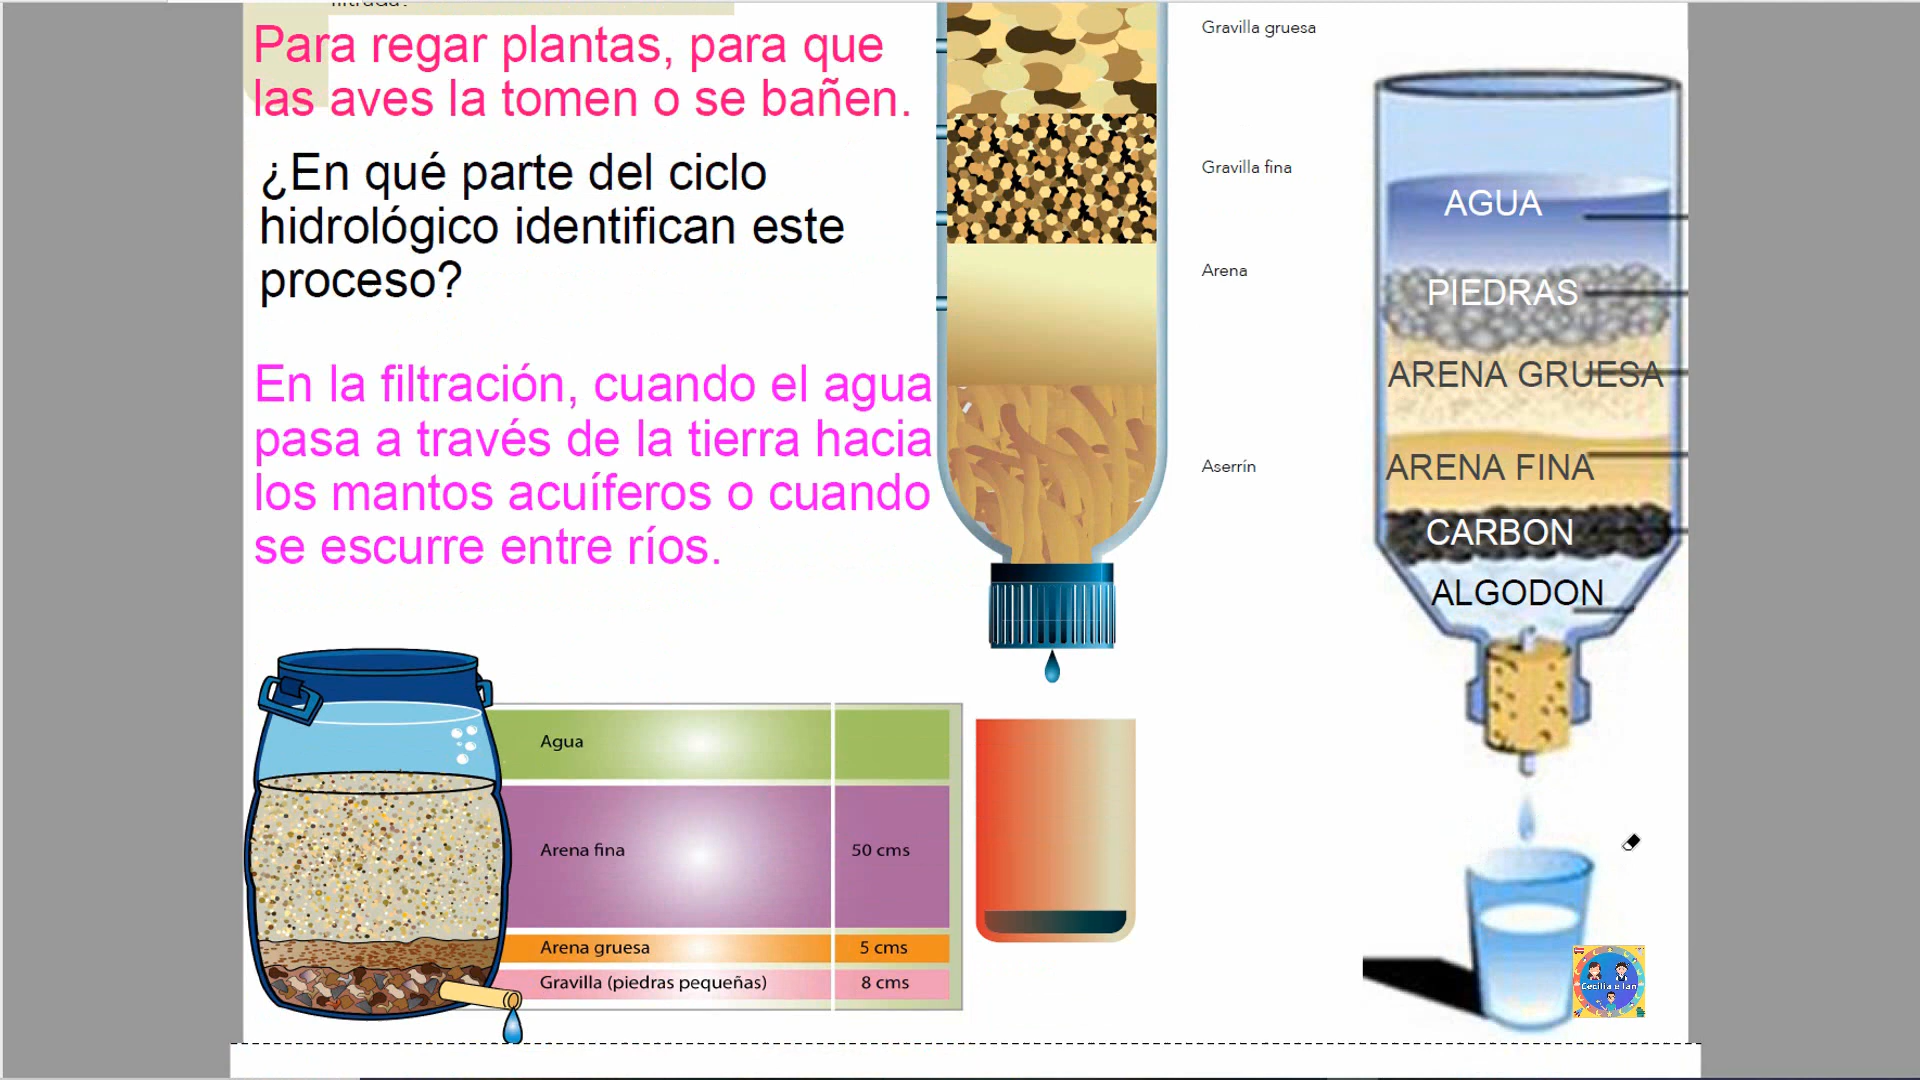 Para regar plantas, para que
las aves la tomen o se bañen.
¿En qué parte del ciclo
hidrológico identifican este
proceso?
En la filtración, cuando el agua
pasa a través de la tierra hacia
los mantos acuíferos o cuando
se escurre entre ríos.
Gravilla gruesa
Gravilla fina
Arena
Aserrín
AGUA
PIEDRAS
ARENA GRUESA
ARENA FINA
CARBON
ALGODON
Agua
Arena fina 50 cms
Arena gruesa 5 cms
Gravilla (piedras pequeñas) 8 cms
Cecilia e Ian